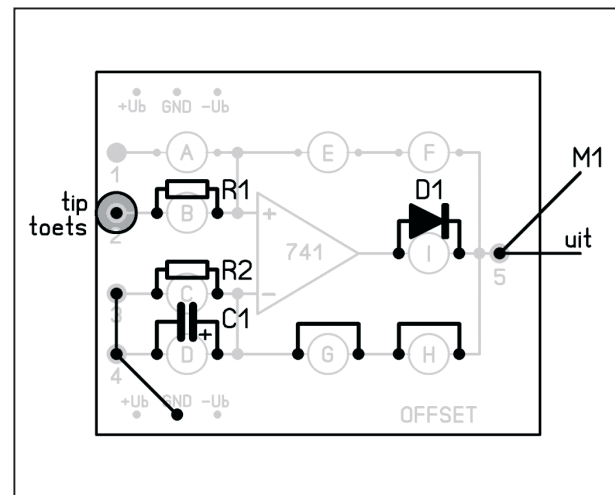 +Ub GND -Ub
A E F
1
M1
tip
toets
R1
D1
B
2
+
741
I
uit
5
R2
C
3
-
C1
+
D
4
G H
+Ub GND -Ub
OFFSET